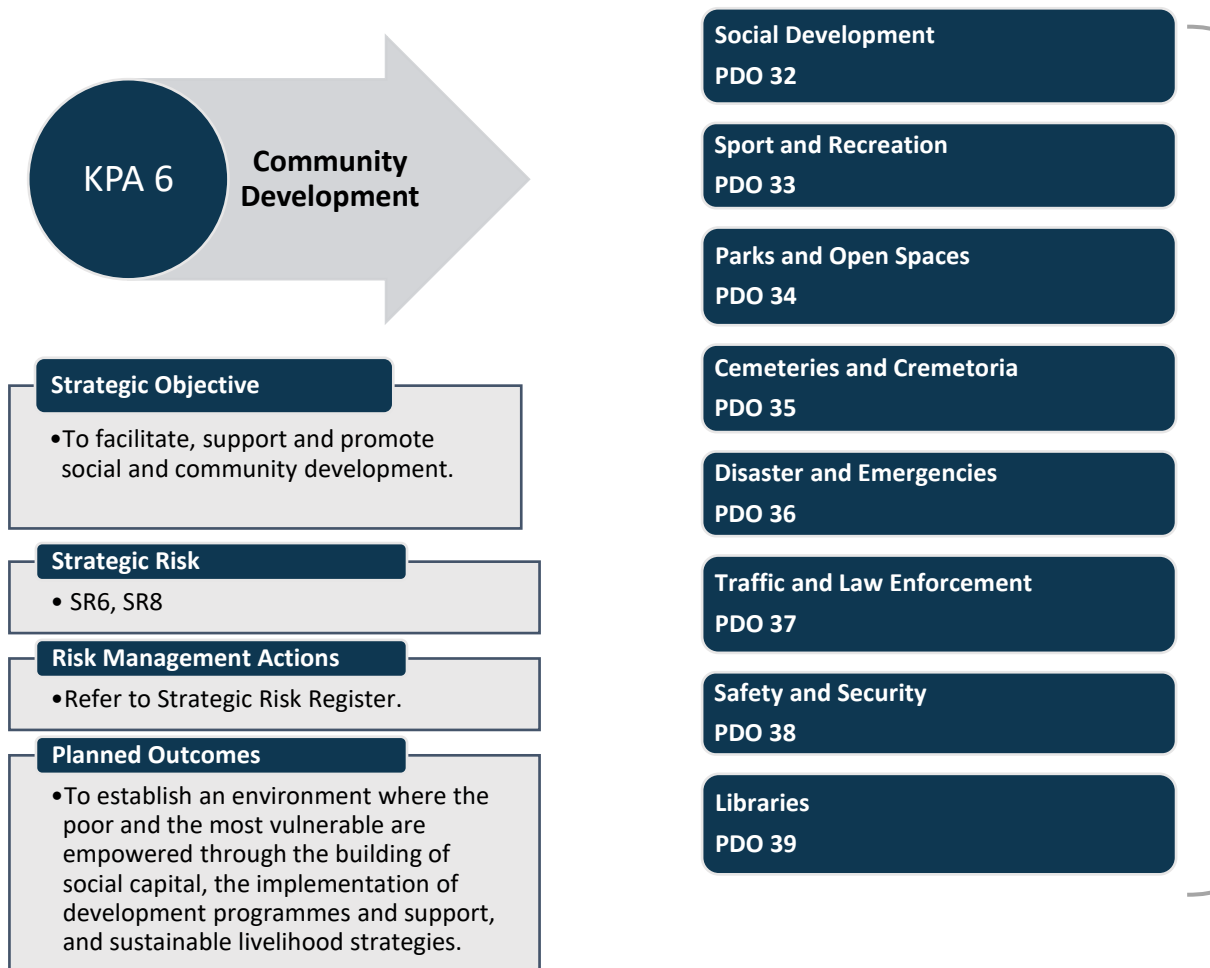 KPA 6
Community
Development
Strategic Objective
•To facilitate, support and promote
social and community development.
Strategic Risk
• SR6, SR8
Risk Management Actions
•Refer to Strategic Risk Register.
Planned Outcomes
•To establish an environment where the
poor and the most vulnerable are
empowered through the building of
social capital, the implementation of
development programmes and support,
and sustainable livelihood strategies.
Social Development
PDO 32
Sport and Recreation
PDO 33
Parks and Open Spaces
PDO 34
Cemeteries and Cremetoria
PDO 35
Disaster and Emergencies
PDO 36
Traffic and Law Enforcement
PDO 37
Safety and Security
PDO 38
Libraries
PDO 39